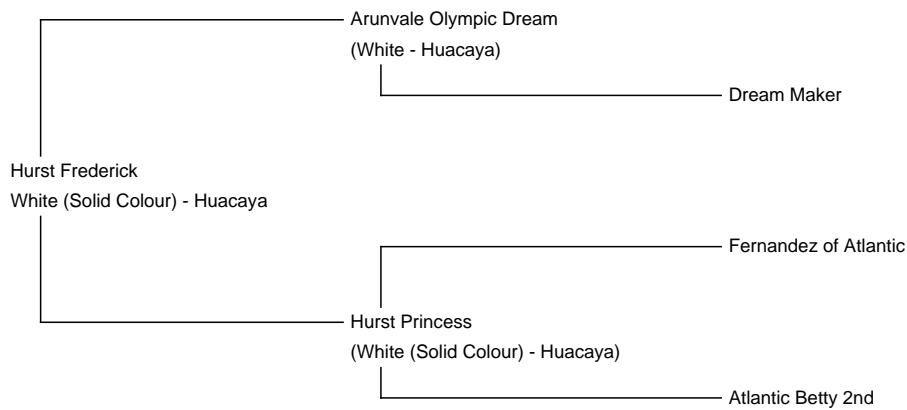 Arunvale Olympic Dream
(White - Huacaya)
Dream Maker
Hurst Frederick
White (Solid Colour) - Huacaya
Fernandez of Atlantic
Hurst Princess
(White (Solid Colour) - Huacaya)
Atlantic Betty 2nd